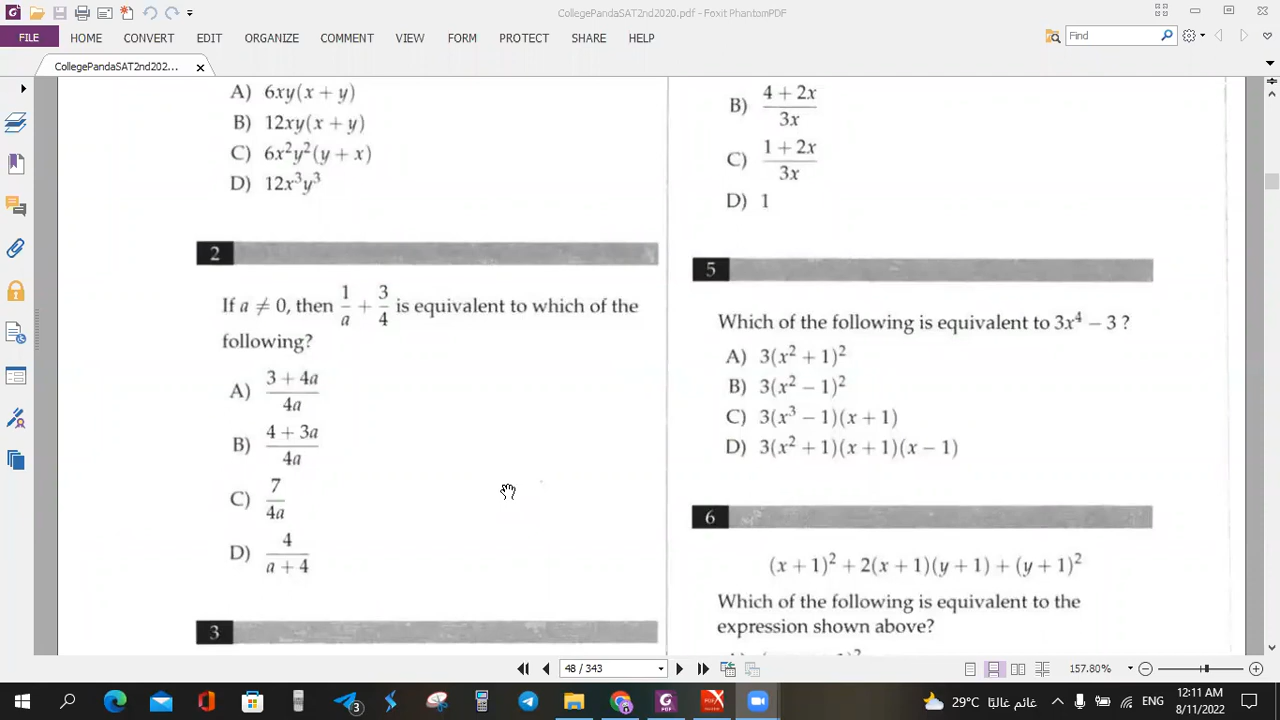 CollegePandaSAT2nd2020.pdf - Foxit PhantomPDF
FILE HOME CONVERT EDIT ORGANIZE COMMENT VIEW FORM PROTECT SHARE HELP
Find
CollegePandaSAT2nd202...
A) 6xy(x + y)
B) 12xy(x + y)
C) 6x²y²(y + x)
D) 12x³y³
2
If a ≠ 0, then 1/a + 3/4 is equivalent to which of the
following?
A) (3 + 4a)/4a
B) (4 + 3a)/4a
C) 7/4a
D) 4/(a + 4)
3
B) (4 + 2x)/3x
C) (1 + 2x)/3x
D) 1
5
Which of the following is equivalent to 3x⁴ − 3 ?
A) 3(x² + 1)²
B) 3(x² − 1)²
C) 3(x³ − 1)(x + 1)
D) 3(x² + 1)(x + 1)(x − 1)
6
(x + 1)² + 2(x + 1)(y + 1) + (y + 1)²
Which of the following is equivalent to the
expression shown above?
48 / 343
157.80%
3
29°C غائم غالبًا
ENG
12:11 AM
8/11/2022